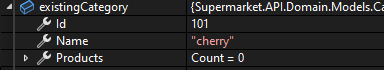 existingCategory {Supermarket.API.Domain.Models.Ca
Id 101
Name "cherry"
Products Count = 0